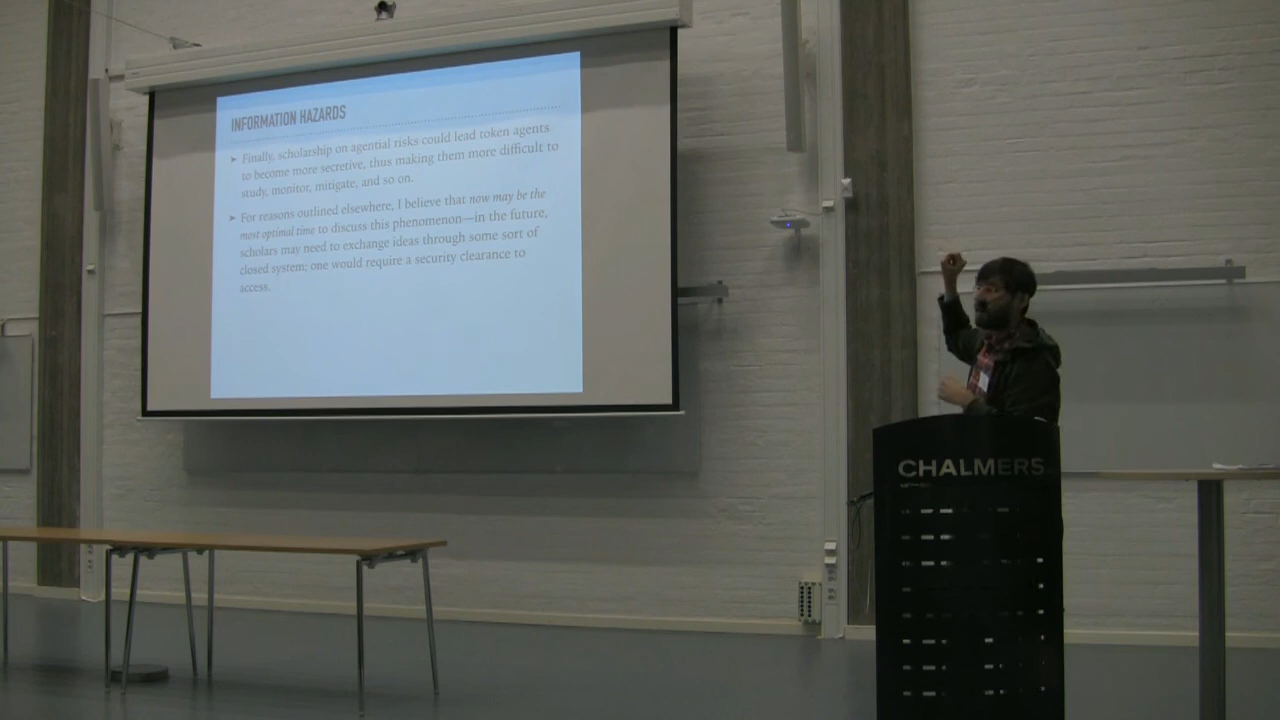 INFORMATION HAZARDS
➤ Finally, scholarship on agential risks could lead token agents
to become more secretive, thus making them more difficult to
study, monitor, mitigate, and so on.
➤ For reasons outlined elsewhere, I believe that now may be the
most optimal time to discuss this phenomenon—in the future,
scholars may need to exchange ideas through some sort of
closed system; one would require a security clearance to
access.
CHALMERS